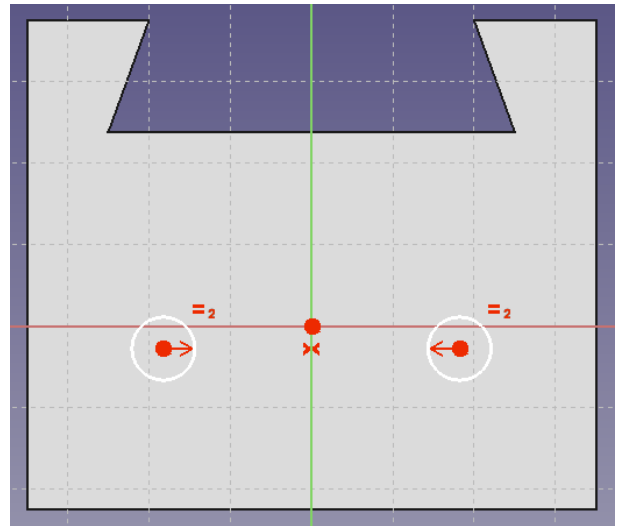 = 2 = 2